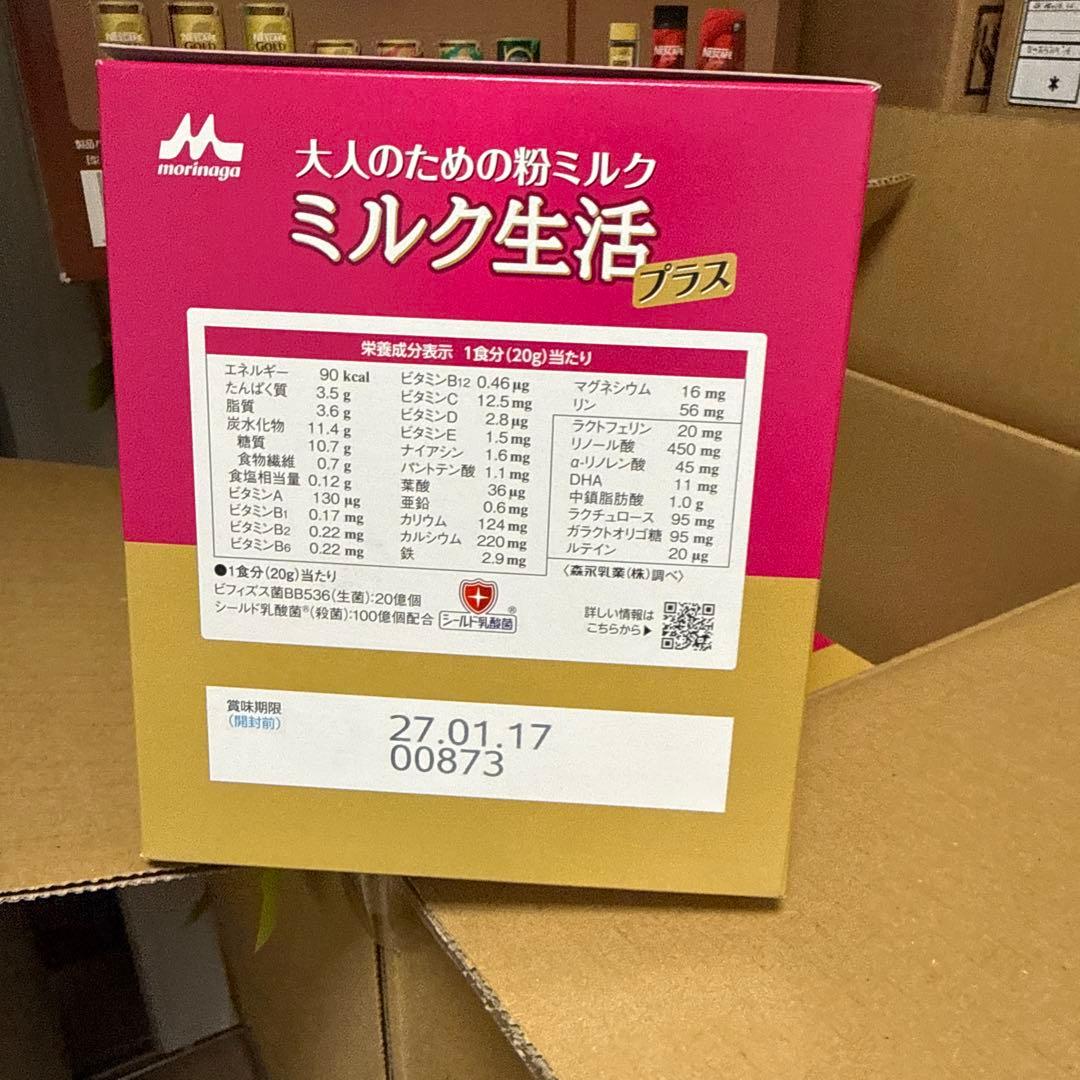 NESCAFÉ
GOLD
NESCAFÉ
GOLD
NESCAFÉ
GOLD
NESCAFÉ
NESCAFÉ
morinaga
大人のための粉ミルク
ミルク生活
プラス
栄養成分表示 1食分(20g)当たり
エネルギー 90 kcal
たんぱく質 3.5 g
脂質 3.6 g
炭水化物 11.4 g
糖質 10.7 g
食物繊維 0.7 g
食塩相当量 0.12 g
ビタミンA 130 μg
ビタミンB1 0.17 mg
ビタミンB2 0.22 mg
ビタミンB6 0.22 mg
ビタミンB12 0.46 μg
ビタミンC 12.5 mg
ビタミンD 2.8 μg
ビタミンE 1.5 mg
ナイアシン 1.6 mg
パントテン酸 1.1 mg
葉酸 36 μg
亜鉛 0.6 mg
カリウム 124 mg
カルシウム 220 mg
鉄 2.9 mg
マグネシウム 16 mg
リン 56 mg
ラクトフェリン 20 mg
リノール酸 450 mg
α-リノレン酸 45 mg
DHA 11 mg
中鎖脂肪酸 1.0 g
ラクチュロース 95 mg
ガラクトオリゴ糖 95 mg
ルテイン 20 μg
〈森永乳業(株)調べ〉
●1食分(20g)当たり
ビフィズス菌BB536(生菌):20億個
シールド乳酸菌®(殺菌):100億個配合
シールド乳酸菌®
詳しい情報は
こちらから▶
賞味期限
(開封前)
27.01.17
00873